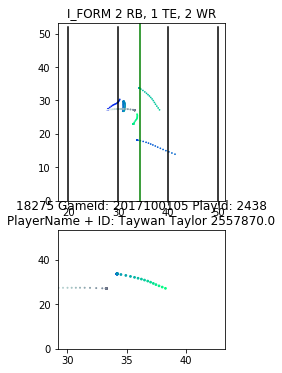 I_FORM 2 RB, 1 TE, 2 WR
50
40
30
20
10
0
20 30 40 50
18275 GameId: 2017100105 PlayId: 2438
PlayerName + ID: Taywan Taylor 2557870.0
40
20
0
30 35 40